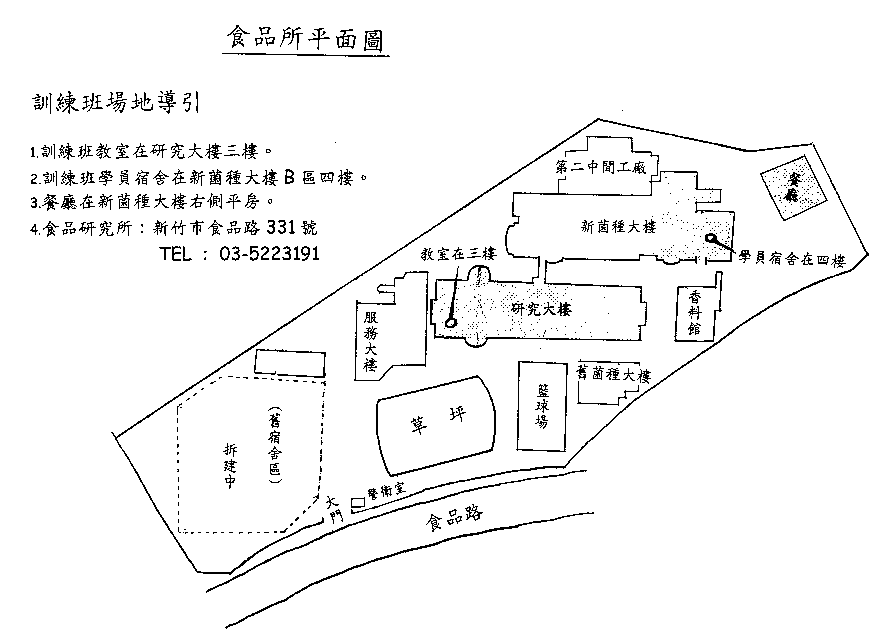 食品所平面圖
訓練班場地導引
1.訓練班教室在研究大樓三樓。
2.訓練班學員宿舍在新菌種大樓 B 區四樓。
3.餐廳在新菌種大樓右側平房。
4.食品研究所：新竹市食品路 331 號
TEL : 03-5223191
第二中間工廠
餐廳
新菌種大樓
教室在三樓
學員宿舍在四樓
服務大樓
研究大樓
香料館
舊菌種大樓
籃球場
草坪
(舊宿舍區)
拆建中
大門
警衛室
食品路